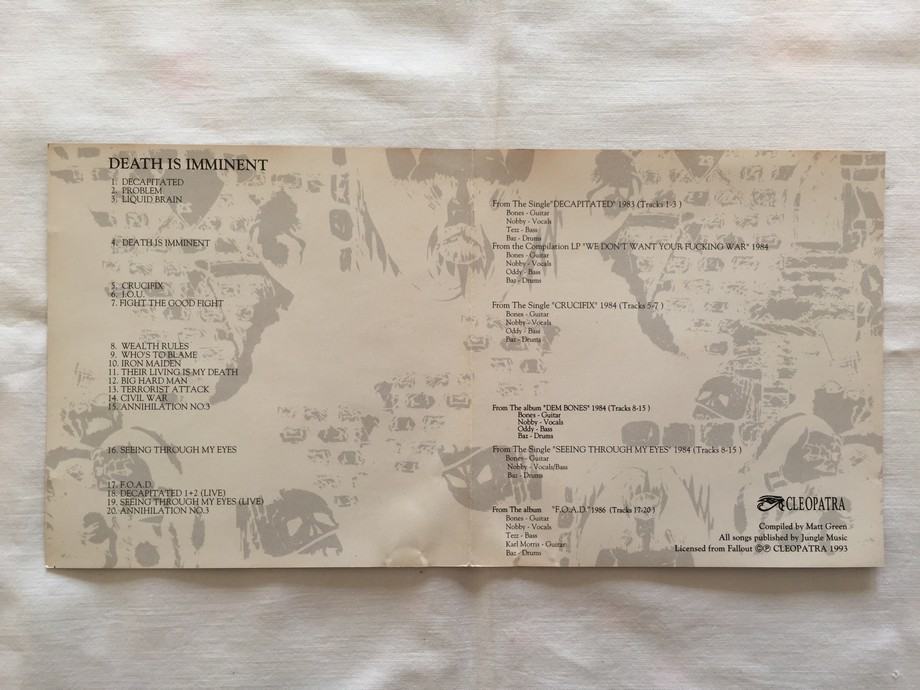 DEATH IS IMMINENT
1. DECAPITATED
2. PROBLEM
3. LIQUID BRAIN
4. DEATH IS IMMINENT
5. CRUCIFIX
6. I.O.U.
7. FIGHT THE GOOD FIGHT
8. WEALTH RULES
9. WHO'S TO BLAME
10. IRON MAIDEN
11. THEIR LIVING IS MY DEATH
12. BIG HARD MAN
13. TERRORIST ATTACK
14. CIVIL WAR
15. ANNIHILATION NO.3
16. SEEING THROUGH MY EYES
17. F.O.A.D.
18. DECAPITATED 1+2 (LIVE)
19. SEEING THROUGH MY EYES (LIVE)
20. ANNIHILATION NO.3
From The Single"DECAPITATED" 1983 (Tracks 1-3 )
Bones - Guitar
Nobby - Vocals
Tezz - Bass
Baz - Drums
From the Compilation LP "WE DON'T WANT YOUR FUCKING WAR" 1984
Bones - Guitar
Nobby - Vocals
Oddy - Bass
Baz - Drums
From The Single "CRUCIFIX" 1984 (Tracks 5-7 )
Bones - Guitar
Nobby - Vocals
Oddy - Bass
Baz - Drums
From The album "DEM BONES" 1984 (Tracks 8-15 )
Bones - Guitar
Nobby - Vocals
Oddy - Bass
Baz - Drums
From The Single "SEEING THROUGH MY EYES" 1984 (Tracks 8-15 )
Bones - Guitar
Nobby - Vocals/Bass
Baz - Drums
From The album "F.O.A.D."1986 (Tracks 17-20 )
Bones - Guitar
Nobby - Vocals
Tezz - Bass
Karl Morris - Guitar
Baz - Drums
CLEOPATRA
Compiled by Matt Green
All songs published by Jungle Music
Licensed from Fallout ©℗ CLEOPATRA 1993